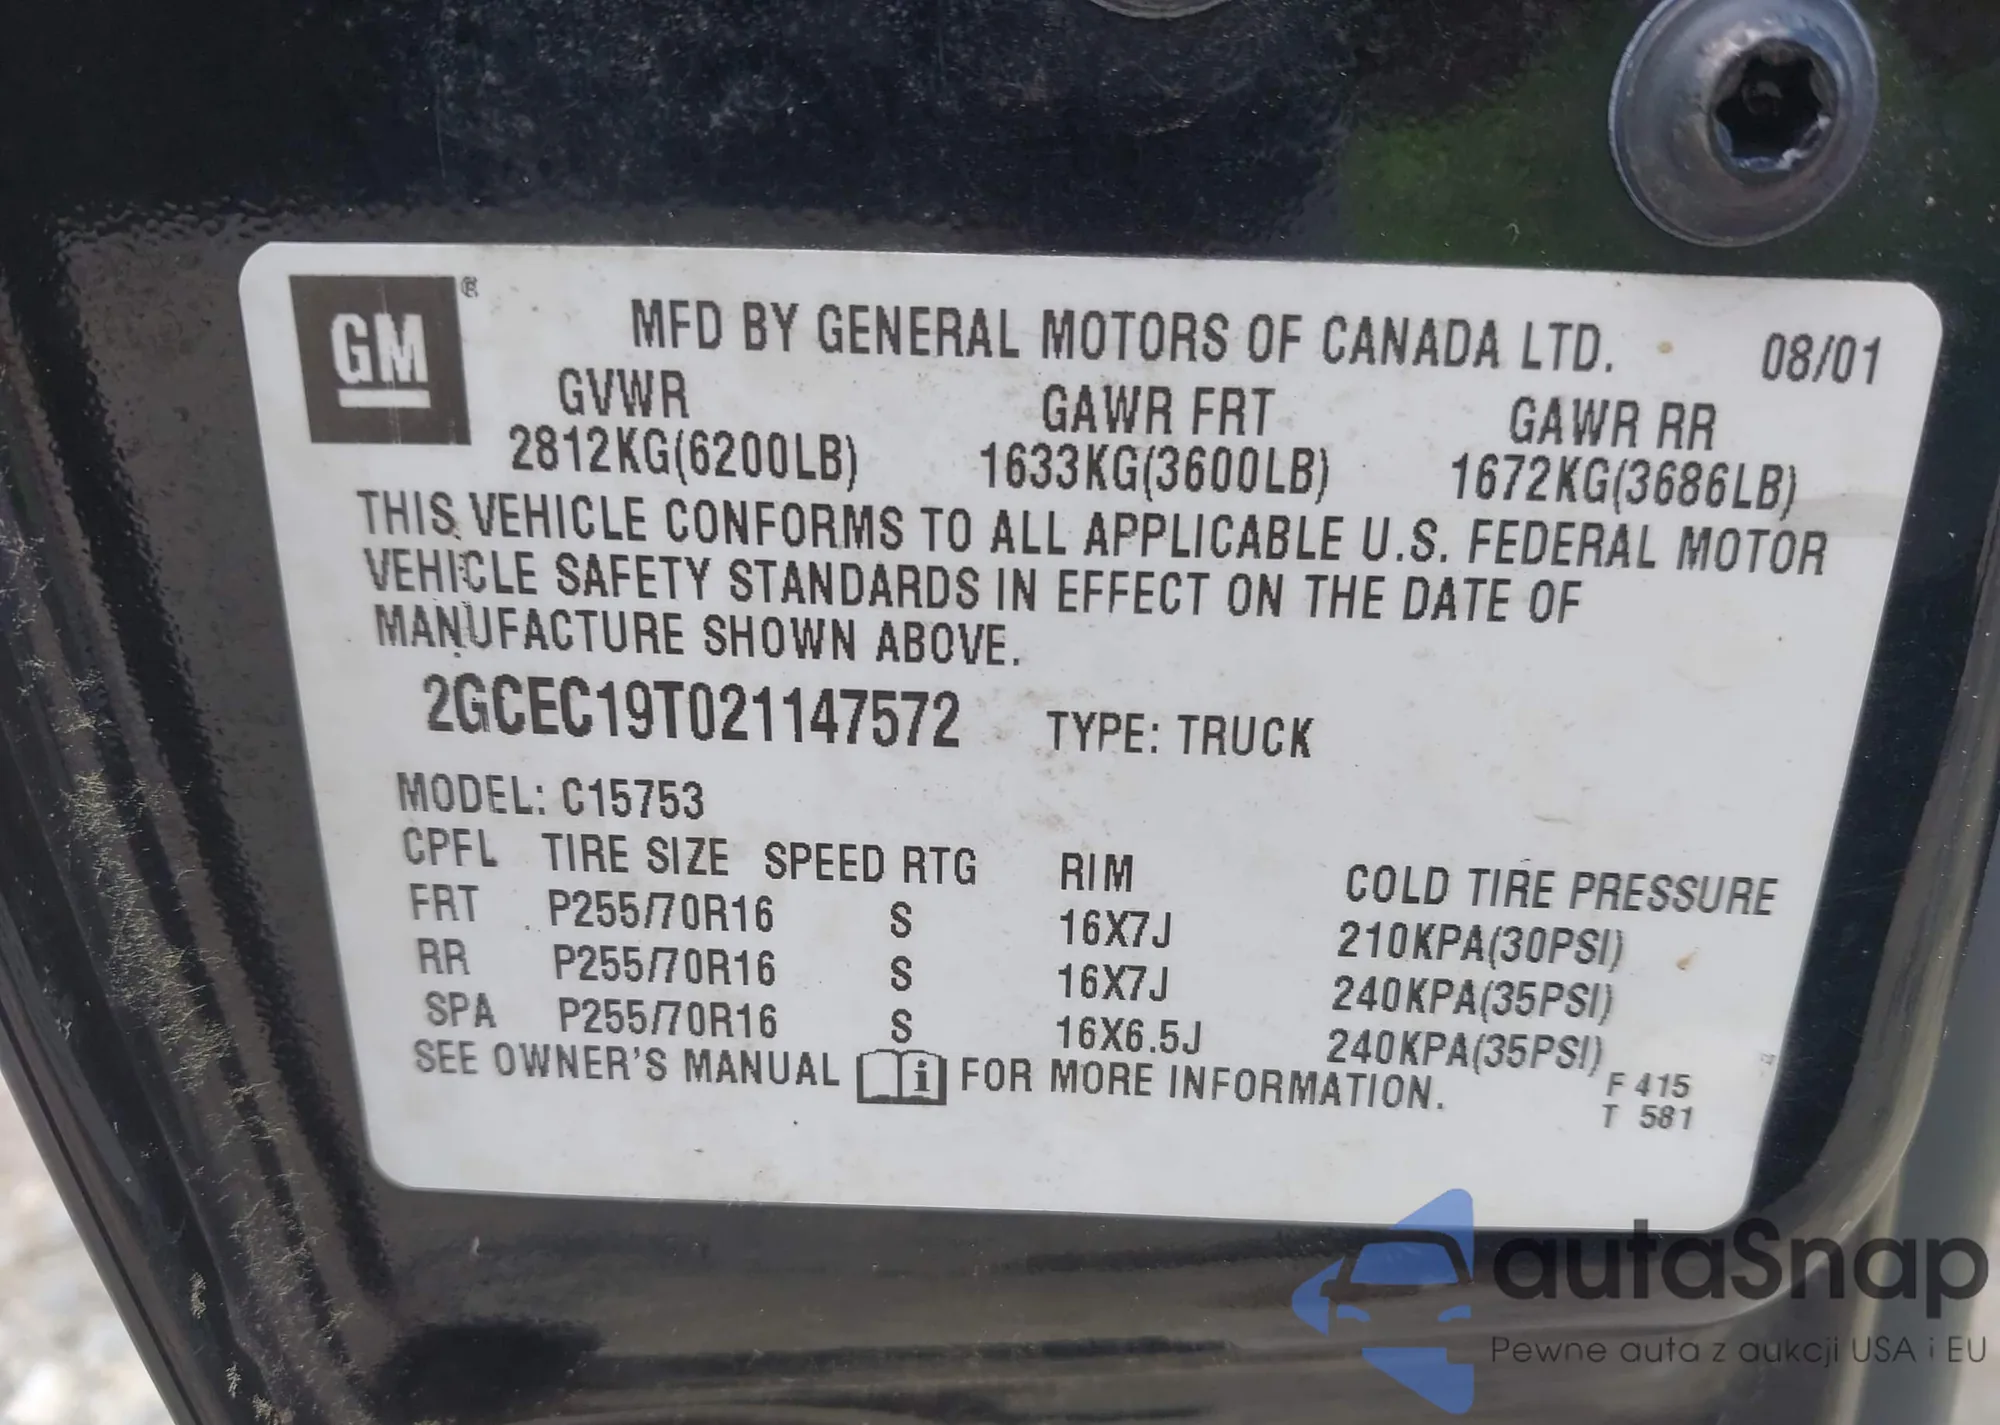 GM®
MFD BY GENERAL MOTORS OF CANADA LTD. 08/01
GVWR GAWR FRT GAWR RR
2812KG(6200LB) 1633KG(3600LB) 1672KG(3686LB)
THIS VEHICLE CONFORMS TO ALL APPLICABLE U.S. FEDERAL MOTOR
VEHICLE SAFETY STANDARDS IN EFFECT ON THE DATE OF
MANUFACTURE SHOWN ABOVE.
2GCEC19T021147572 TYPE: TRUCK
MODEL: C15753
CPFL TIRE SIZE SPEED RTG RIM COLD TIRE PRESSURE
FRT P255/70R16 S 16X7J 210KPA(30PSI)
RR P255/70R16 S 16X7J 240KPA(35PSI)
SPA P255/70R16 S 16X6.5J 240KPA(35PSI)
SEE OWNER'S MANUAL i FOR MORE INFORMATION.
F 415
T 581
autaSnap
Pewne auta z aukcji USA i EU